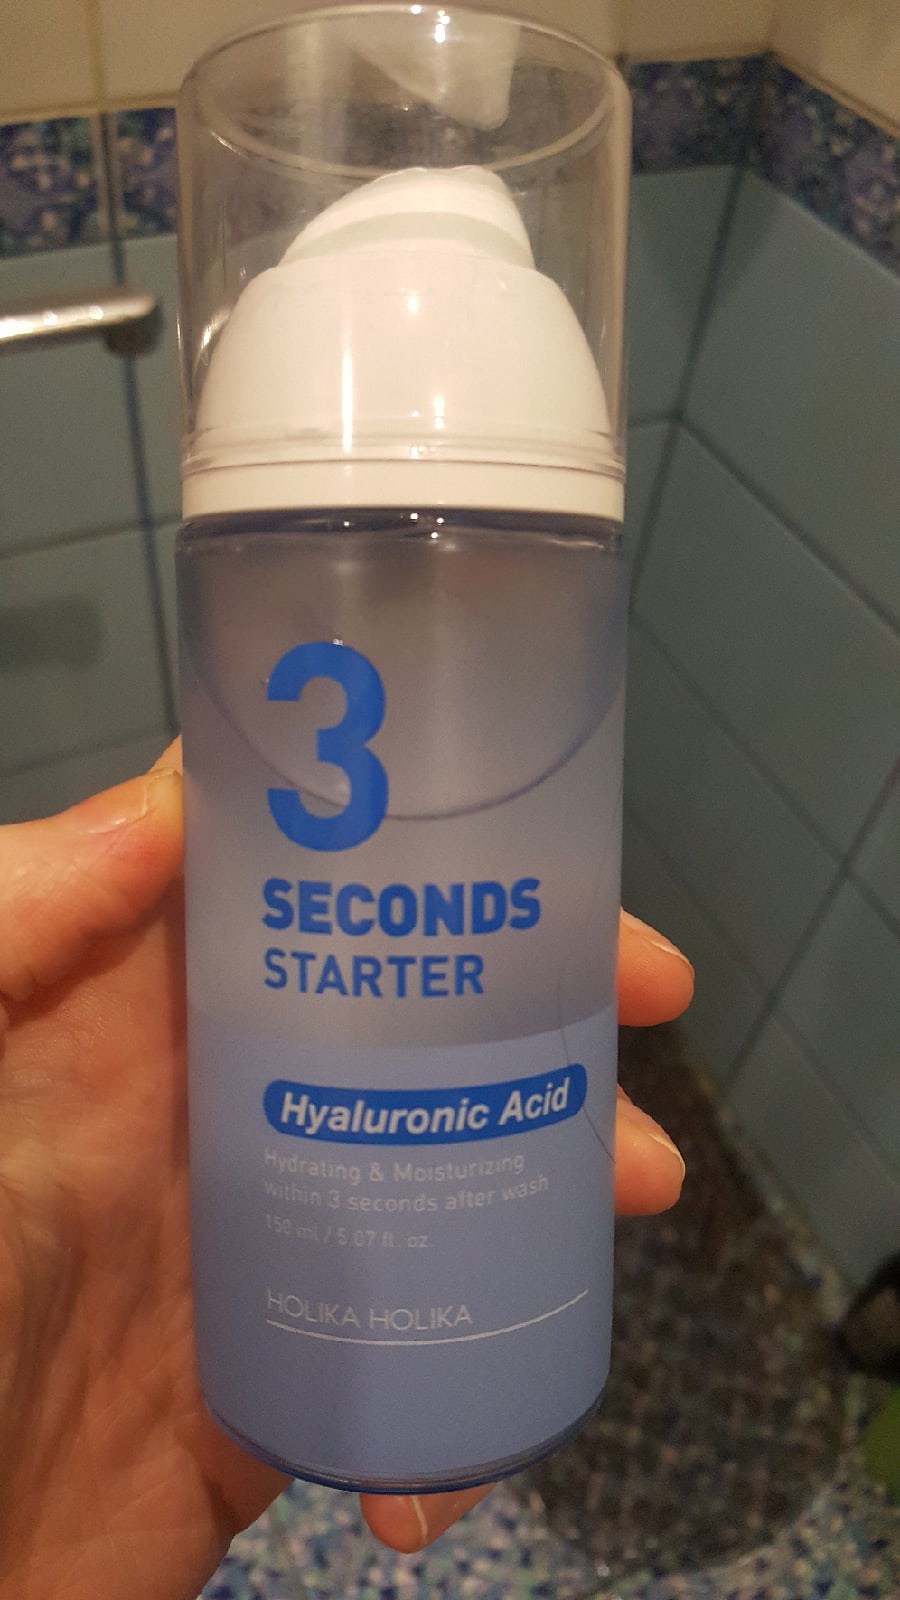 3
SECONDS
STARTER
Hyaluronic Acid
Hydrating & Moisturizing
within 3 seconds after wash
150 ml / 5.07 fl. oz.
HOLIKA HOLIKA